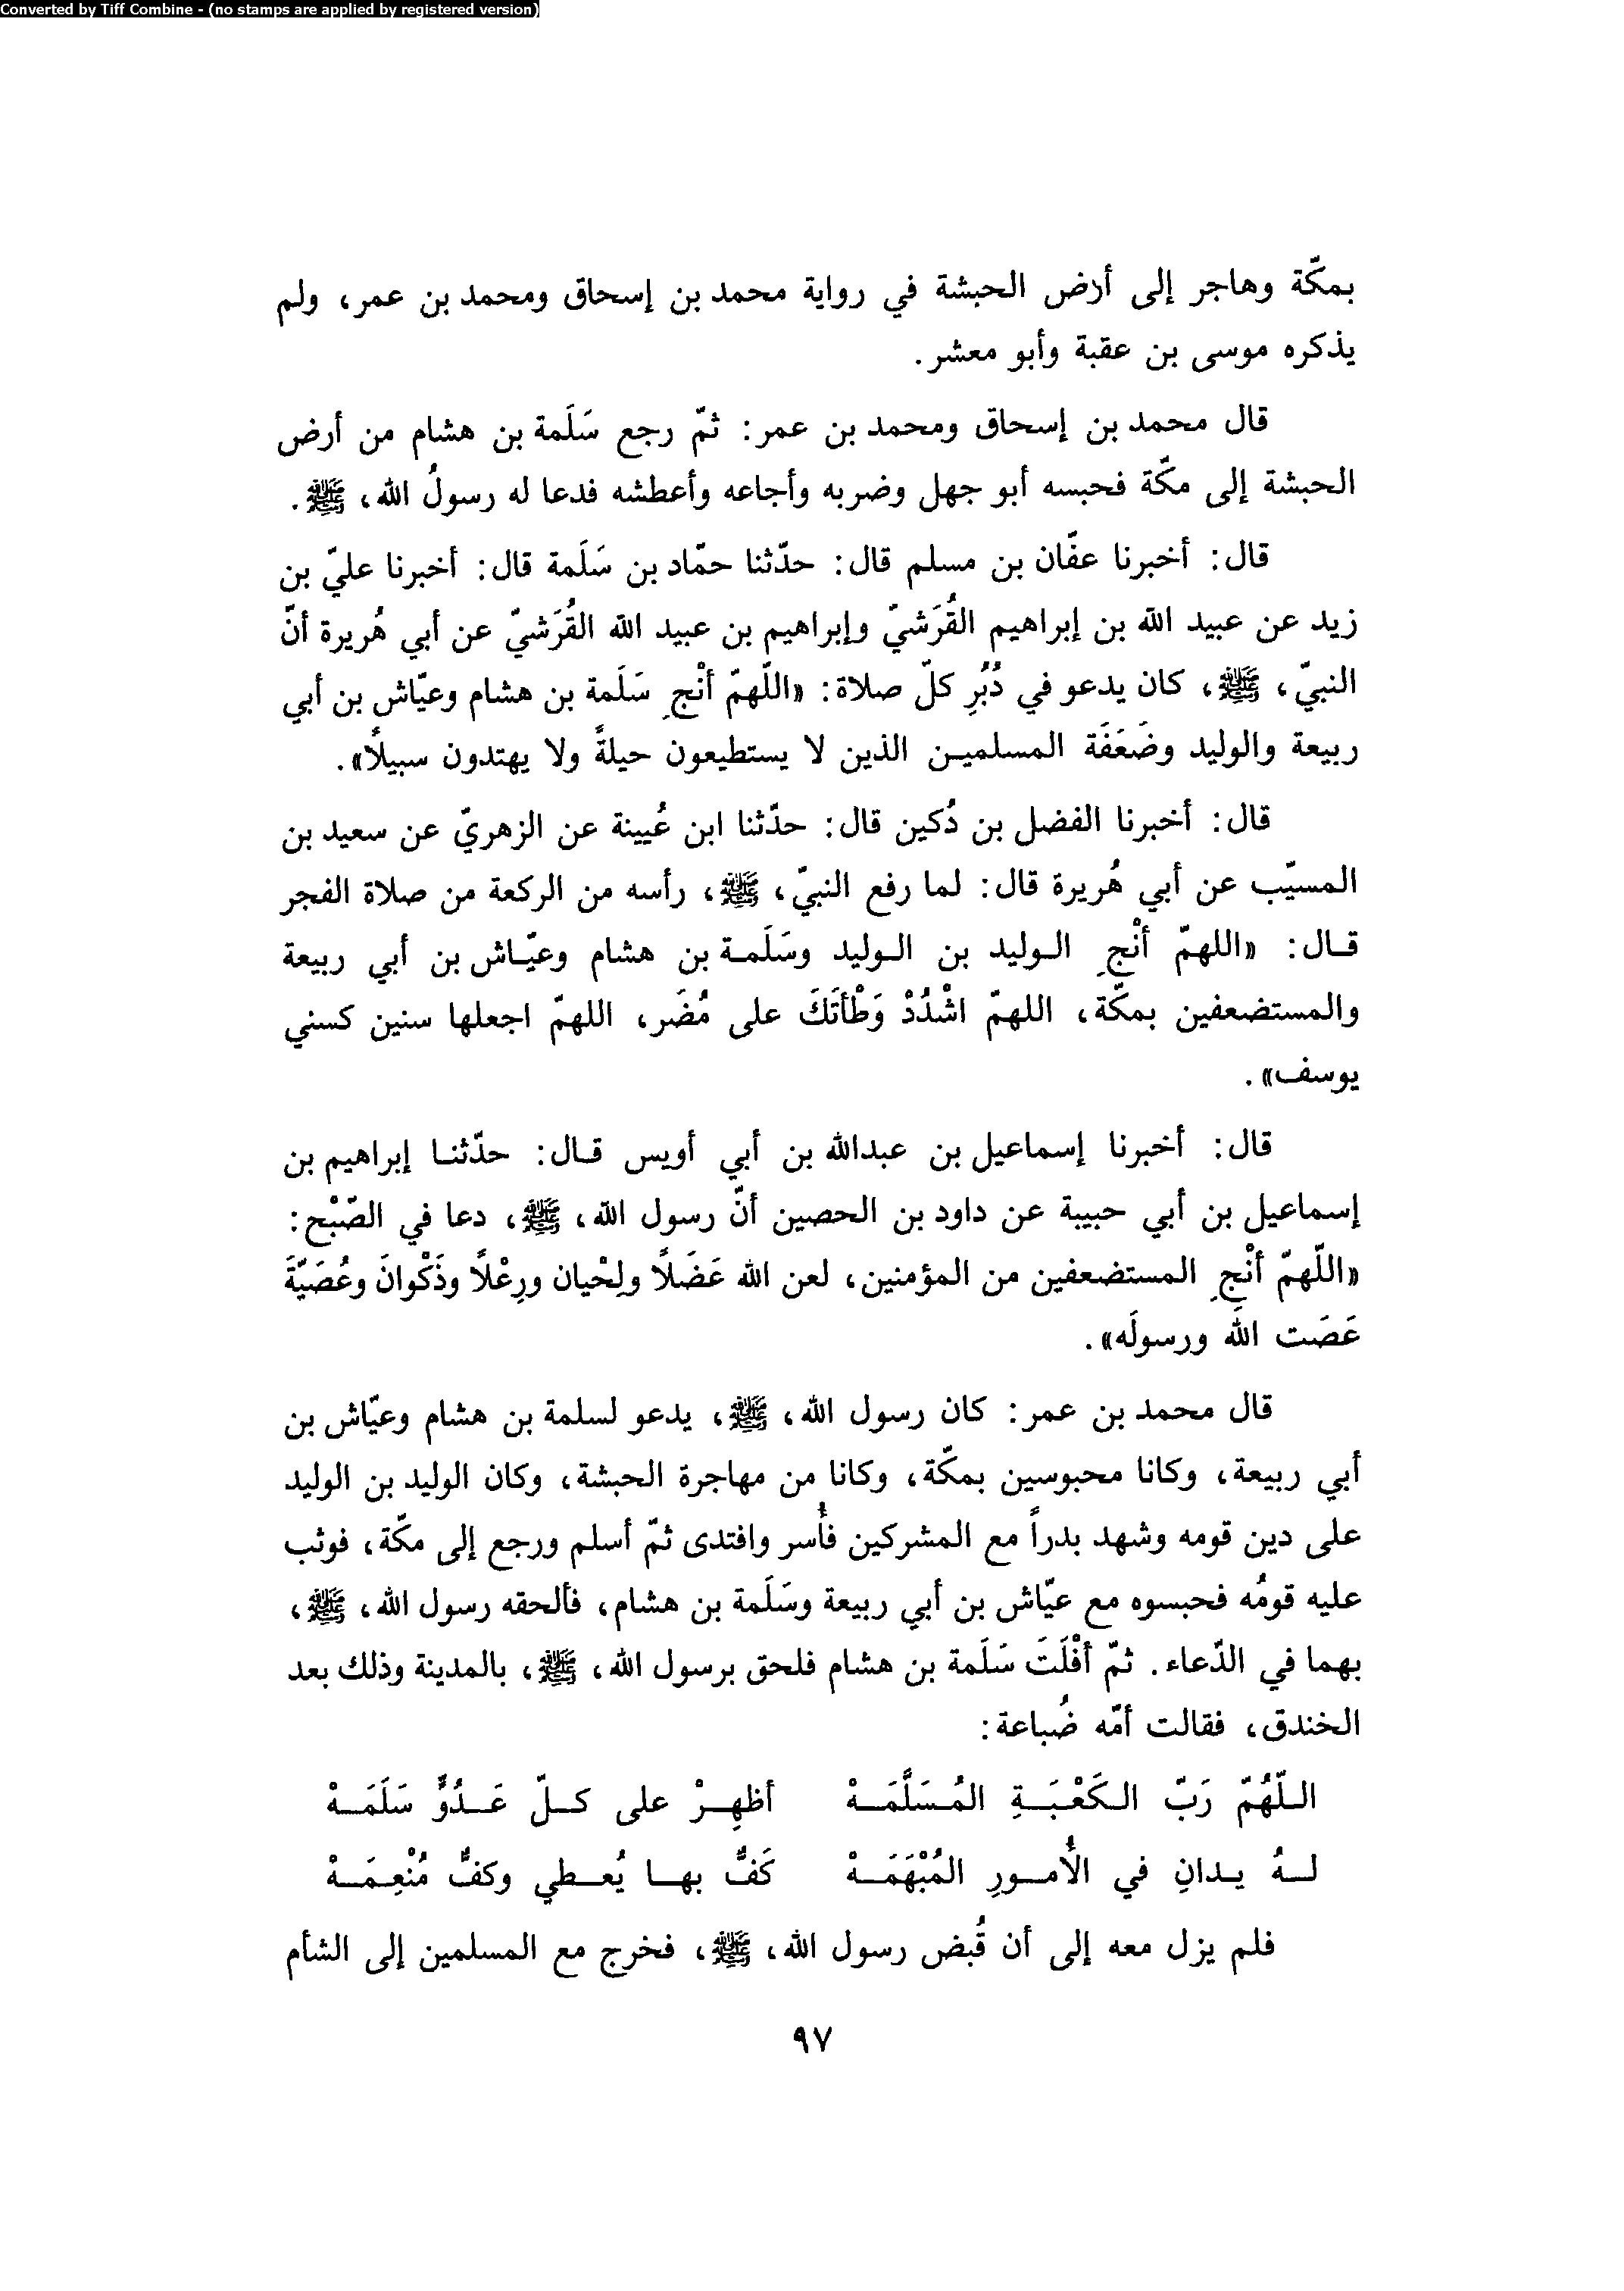 Converted by Tiff Combine - (no stamps are applied by registered version)
بمكّة وهاجر إلى أرض الحبشة في رواية محمد بن إسحاق ومحمد بن عمر، ولم
يذكره موسى بن عقبة وأبو معشر.
قال محمد بن إسحاق ومحمد بن عمر: ثمّ رجع سَلَمة بن هشام من أرض
الحبشة إلى مكّة فحبسه أبو جهل وضربه وأجاعه وأعطشه فدعا له رسولُ الله، ﷺ.
قال: أخبرنا عفّان بن مسلم قال: حدّثنا حمّاد بن سَلَمة قال: أخبرنا عليّ بن
زيد عن عبيد الله بن إبراهيم القُرَشيّ وإبراهيم بن عبيد الله القُرَشيّ عن أبي هُريرة أنّ
النبيّ، ﷺ، كان يدعو في دُبُرِ كلّ صلاة: «اللّهمّ أنْجِ سَلَمة بن هشام وعيّاش بن أبي
ربيعة والوليد وضَعَفَة المسلمين الذين لا يستطيعون حيلةً ولا يهتدون سبيلاً».
قال: أخبرنا الفضل بن دُكين قال: حدّثنا ابن عُيينة عن الزهريّ عن سعيد بن
المسيّب عن أبي هُريرة قال: لما رفع النبيّ، ﷺ، رأسه من الركعة من صلاة الفجر
قال: «اللهمّ أنْجِ الوليد بن الوليد وسَلَمة بن هشام وعيّاش بن أبي ربيعة
والمستضعفين بمكّة، اللهمّ اشْدُدْ وَطْأتَكَ على مُضَر، اللهمّ اجعلها سنين كسني
يوسف».
قال: أخبرنا إسماعيل بن عبدالله بن أبي أويس قال: حدّثنا إبراهيم بن
إسماعيل بن أبي حبيبة عن داود بن الحصين أنّ رسول الله، ﷺ، دعا في الصّبْح:
«اللّهمّ أنْجِ المستضعفين من المؤمنين، لعن الله عَضَلاً ولِحْيان ورِعْلاً وذَكْوانَ وعُصَيّةَ
عَصَت الله ورسولَه».
قال محمد بن عمر: كان رسول الله، ﷺ، يدعو لسلمة بن هشام وعيّاش بن
أبي ربيعة، وكانا محبوسين بمكّة، وكانا من مهاجرة الحبشة، وكان الوليد بن الوليد
على دين قومه وشهد بدراً مع المشركين فأُسر وافتدى ثمّ أسلم ورجع إلى مكّة، فوثب
عليه قومُه فحبسوه مع عيّاش بن أبي ربيعة وسَلَمة بن هشام، فألحقه رسول الله، ﷺ،
بهما في الدّعاء. ثمّ أفْلَتَ سَلَمة بن هشام فلحق برسول الله، ﷺ، بالمدينة وذلك بعد
الخندق، فقالت أمّه ضُباعة:
اللّهُمّ رَبّ الكَعْبَةِ المُسَلَّمَهْ أظهِرْ على كلّ عَدُوٍّ سَلَمَهْ
لهُ يدانِ في الأُمورِ المُبْهَمَهْ كَفٌّ بها يُعطي وكفٌّ مُنْعِمَهْ
فلم يزل معه إلى أن قُبض رسول الله، ﷺ، فخرج مع المسلمين إلى الشأم
٩٧